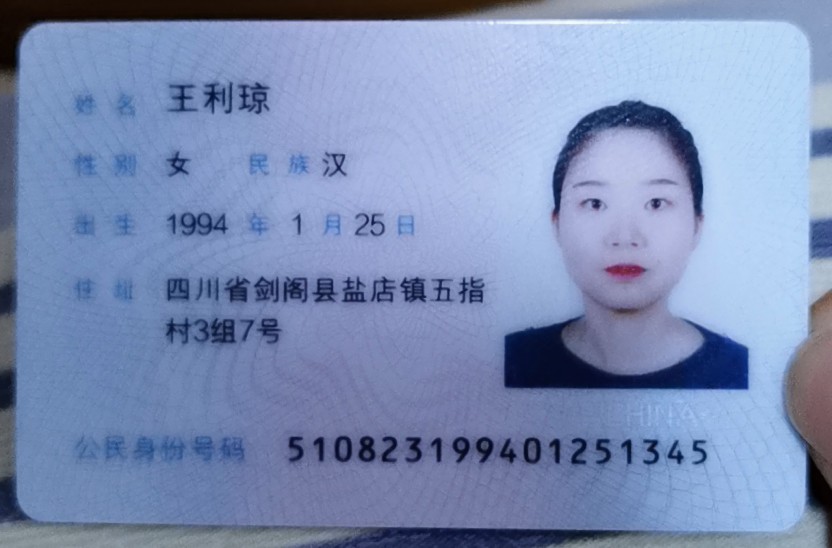 姓名 王利琼
性别 女 民族 汉
出生 1994 年 1 月 25 日
住址 四川省剑阁县盐店镇五指
村3组7号
CHINA
公民身份号码 510823199401251345